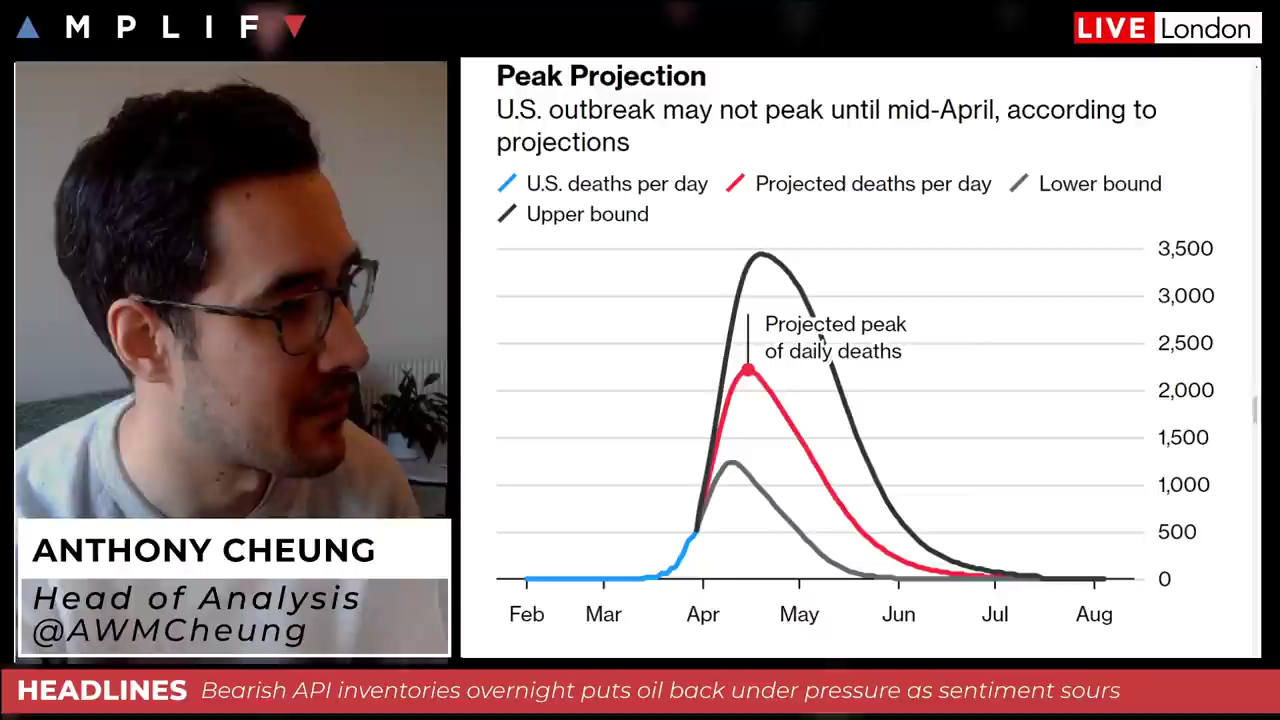 MPLIF
LIVE London
Peak Projection
U.S. outbreak may not peak until mid-April, according to
projections
U.S. deaths per day
Projected deaths per day
Lower bound
Upper bound
3,500
3,000
2,500
2,000
1,500
1,000
500
0
Projected peak
of daily deaths
Feb
Mar
Apr
May
Jun
Jul
Aug
ANTHONY CHEUNG
Head of Analysis
@AWMCheung
HEADLINES Bearish API inventories overnight puts oil back under pressure as sentiment sours